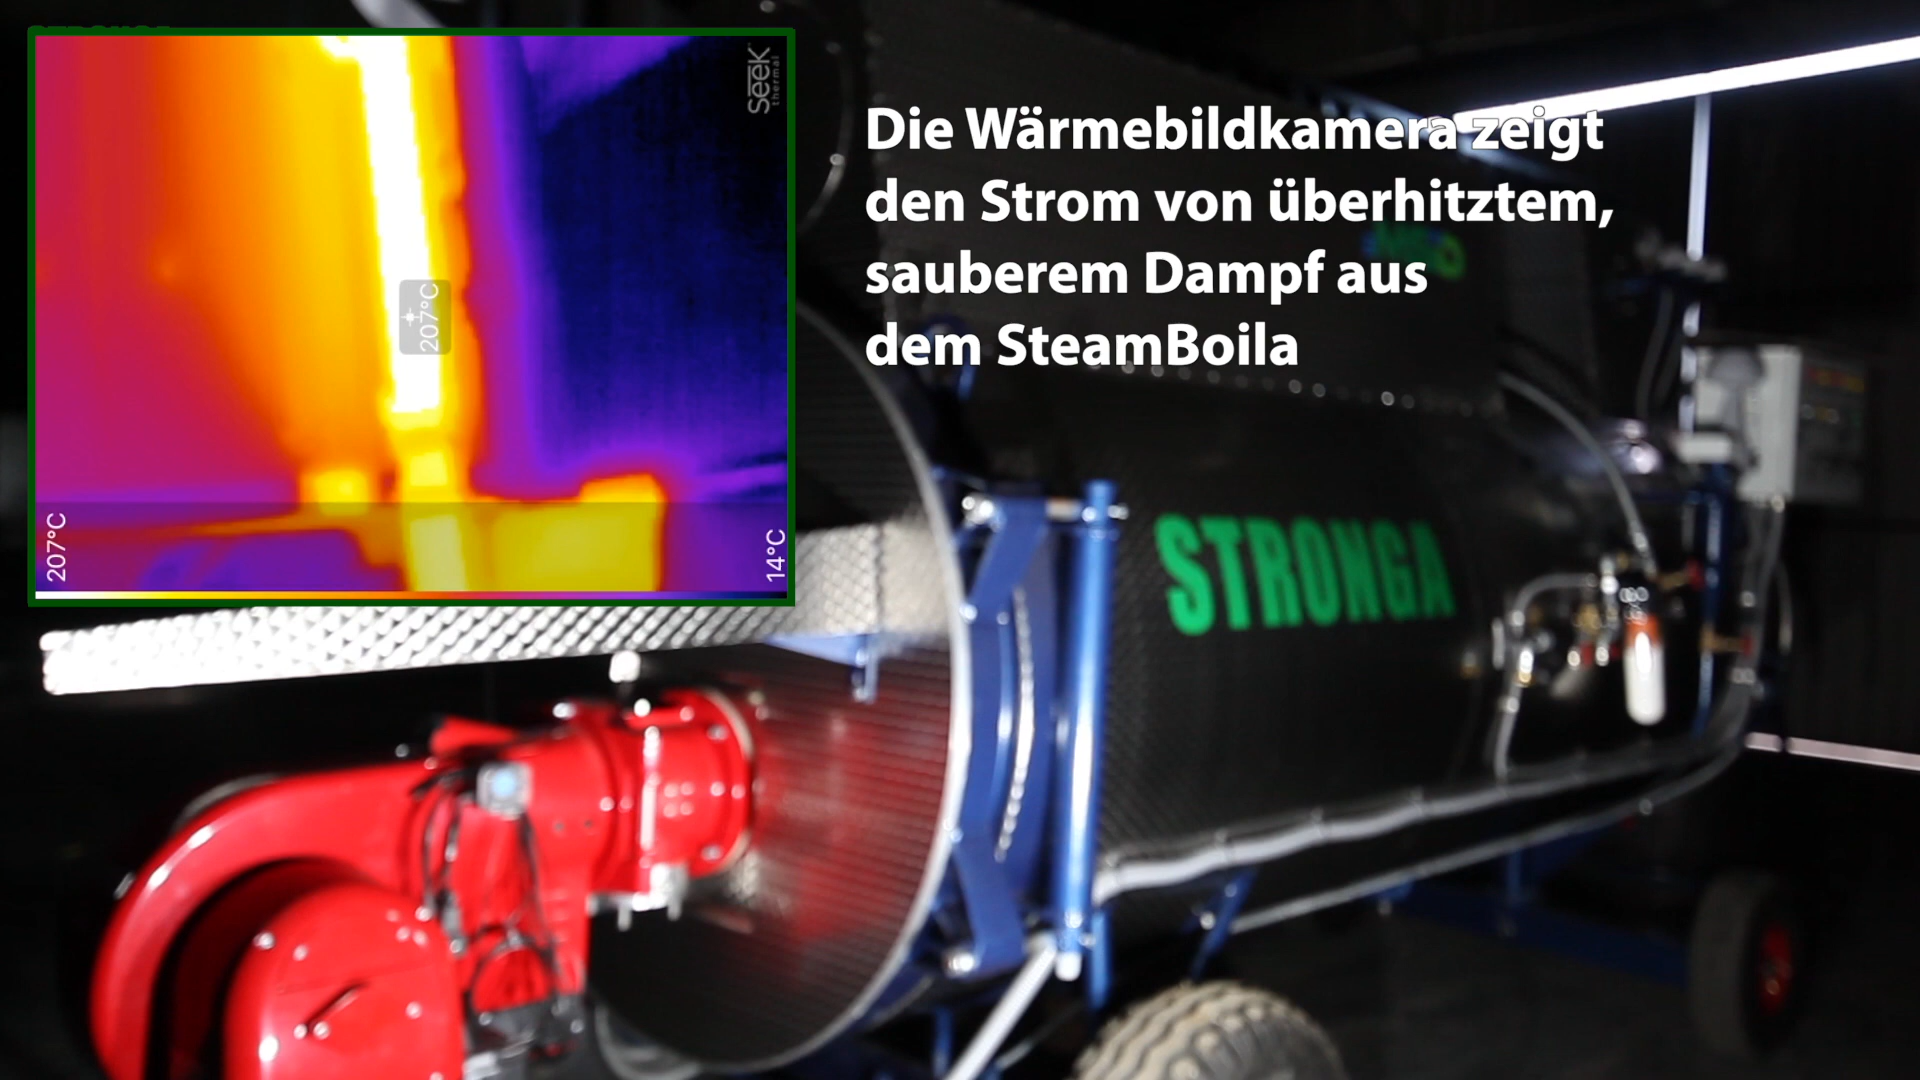 Seek
thermal
207°C
207°C
14°C
Die Wärmebildkamera zeigt
den Strom von überhitztem,
sauberem Dampf aus
dem SteamBoila
STRONGA